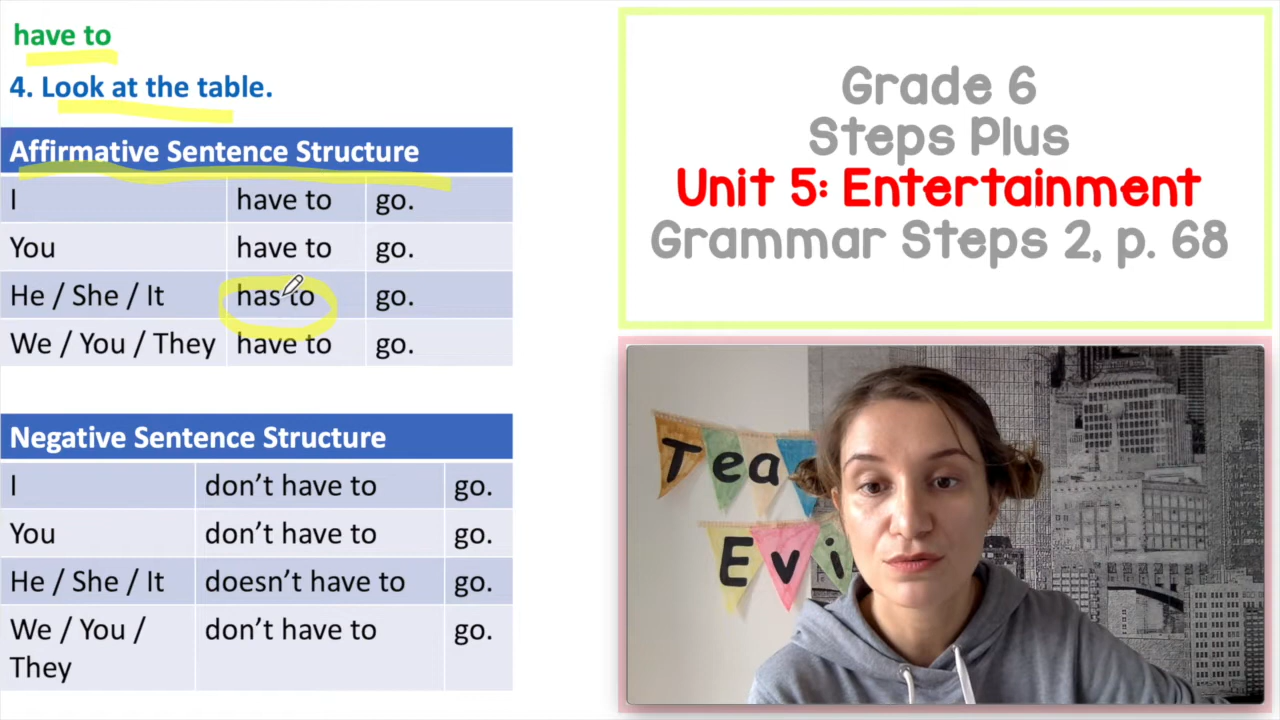 have to
4. Look at the table.
Affirmative Sentence Structure
I have to go.
You have to go.
He / She / It has to go.
We / You / They have to go.
Negative Sentence Structure
I don't have to go.
You don't have to go.
He / She / It doesn't have to go.
We / You / They don't have to go.
Grade 6
Steps Plus
Unit 5: Entertainment
Grammar Steps 2, p. 68
Tea
Evi